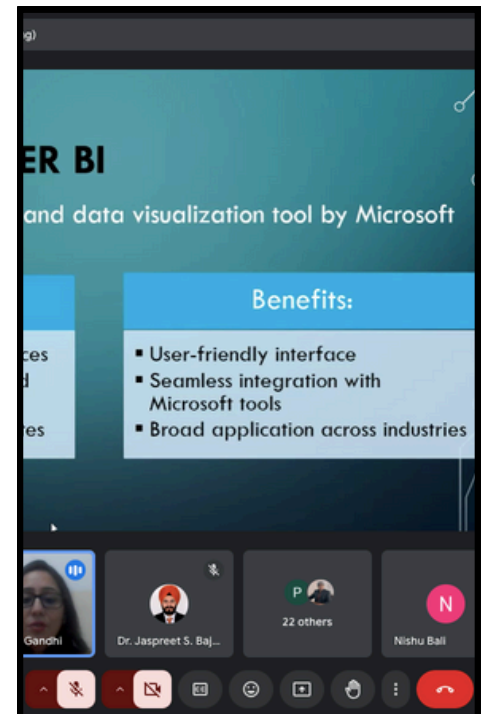 ng)
ER BI
and data visualization tool by Microsoft
Benefits:
ces
d
es
▪ User-friendly interface
▪ Seamless integration with
Microsoft tools
▪ Broad application across industries
Gandhi
Dr. Jaspreet S. Baj...
P
22 others
N
Nishu Bali